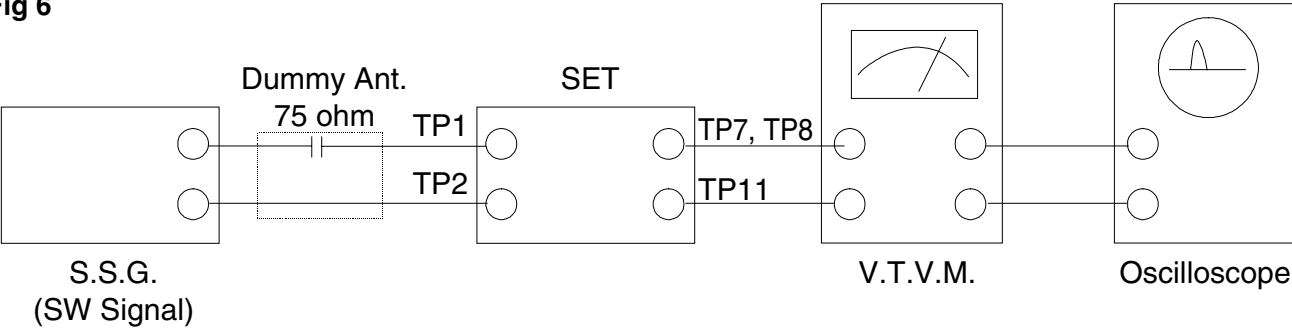 Fig 6
Dummy Ant.
75 ohm
SET
TP1
TP7, TP8
TP2
TP11
S.S.G.
(SW Signal)
V.T.V.M.
Oscilloscope